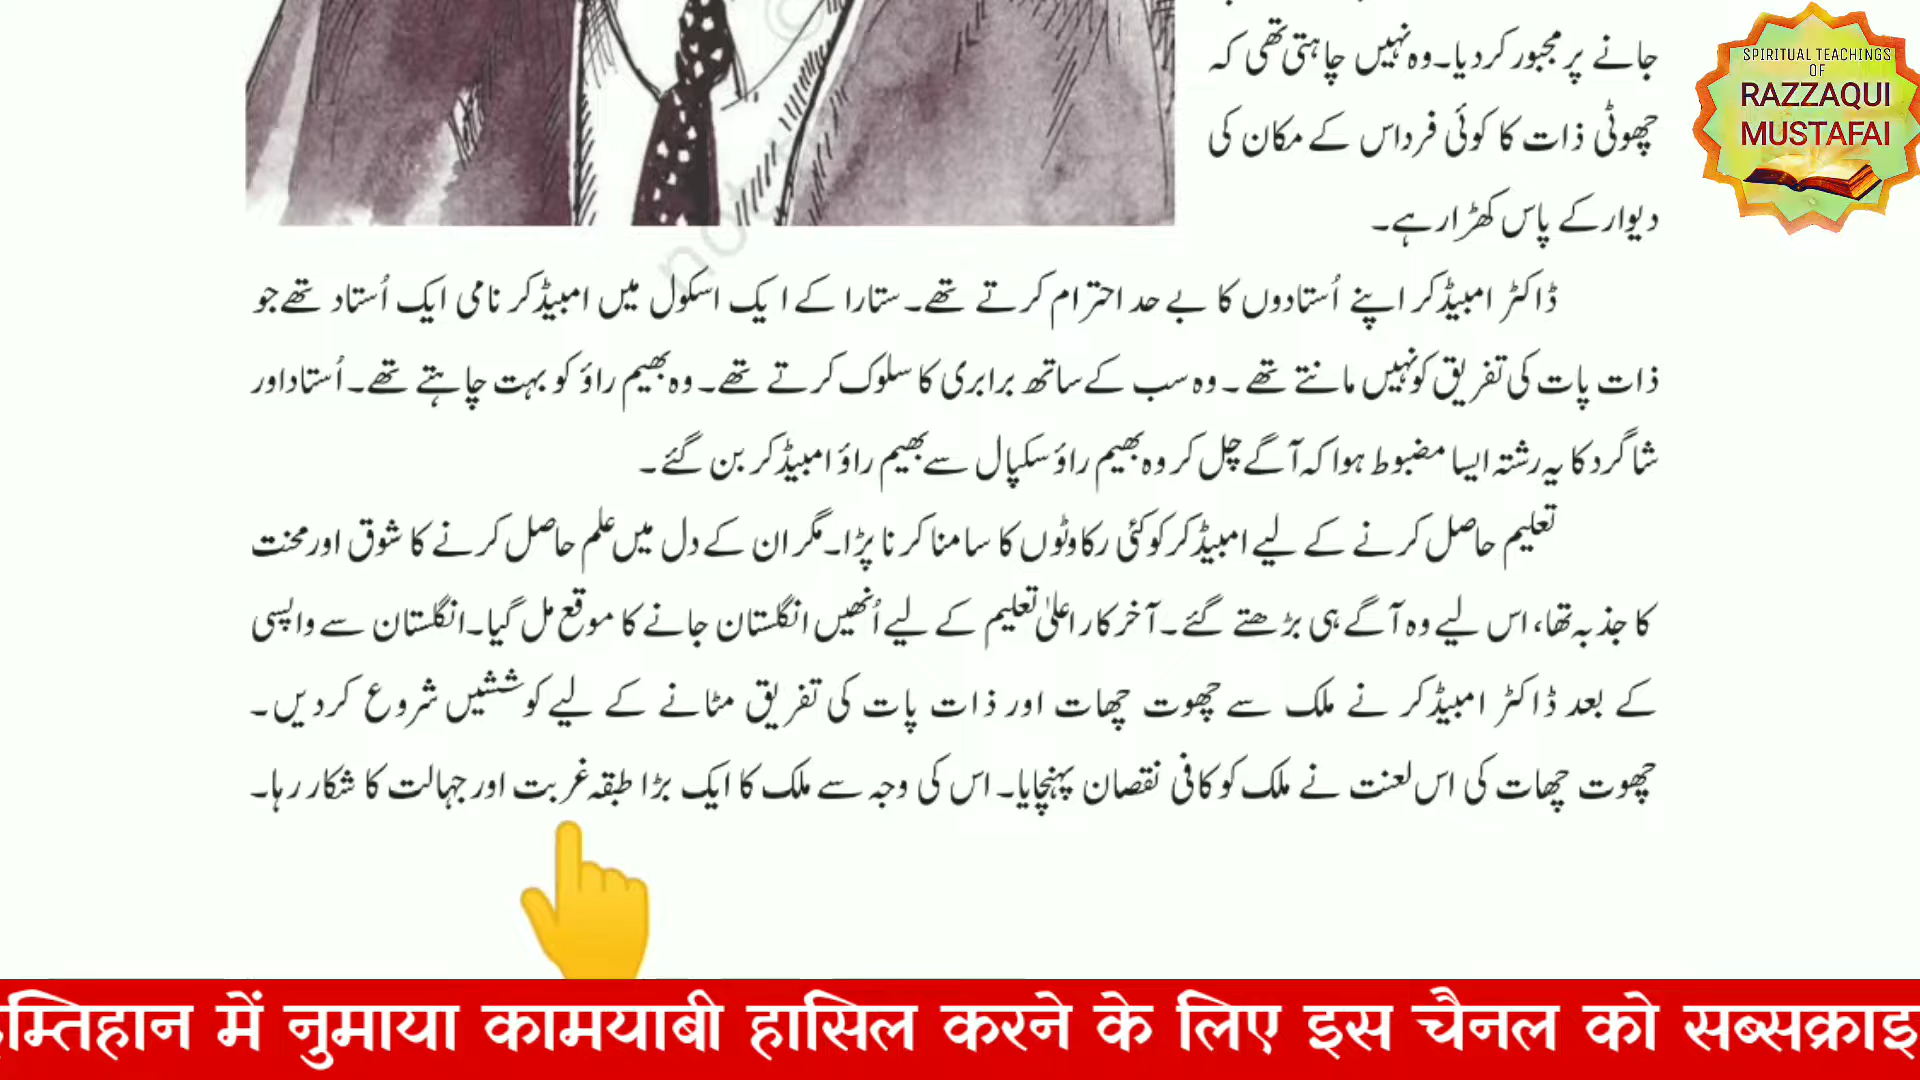 جانے پر مجبور کر دیا۔ وہ نہیں چاہتی تھی کہ
چھوٹی ذات کا کوئی فرد اس کے مکان کی
دیوار کے پاس کھڑا رہے۔
ڈاکٹر امبیڈکر اپنے اُستادوں کا بے حد احترام کرتے تھے۔ ستارا کے ایک اسکول میں امبیڈکر نامی ایک اُستاد تھے جو
ذات پات کی تفریق کو نہیں مانتے تھے۔ وہ سب کے ساتھ برابری کا سلوک کرتے تھے۔ وہ بھیم راؤ کو بہت چاہتے تھے۔ اُستاد اور
شاگرد کا یہ رشتہ ایسا مضبوط ہوا کہ آگے چل کر وہ بھیم راؤ سکپال سے بھیم راؤ امبیڈکر بن گئے۔
تعلیم حاصل کرنے کے لیے امبیڈکر کو کئی رکاوٹوں کا سامنا کرنا پڑا۔ مگر ان کے دل میں علم حاصل کرنے کا شوق اور محنت
کا جذبہ تھا، اس لیے وہ آگے ہی بڑھتے گئے۔ آخر کار اعلیٰ تعلیم کے لیے اُنھیں انگلستان جانے کا موقع مل گیا۔ انگلستان سے واپسی
کے بعد ڈاکٹر امبیڈکر نے ملک سے چھوت چھات اور ذات پات کی تفریق مٹانے کے لیے کوششیں شروع کردیں۔
چھوت چھات کی اس لعنت نے ملک کو کافی نقصان پہنچایا۔ اس کی وجہ سے ملک کا ایک بڑا طبقہ غربت اور جہالت کا شکار رہا۔
SPIRITUAL TEACHINGS
OF
RAZZAQUI
MUSTAFAI
इम्तिहान में नुमाया कामयाबी हासिल करने के लिए इस चैनल को सब्सक्राइ